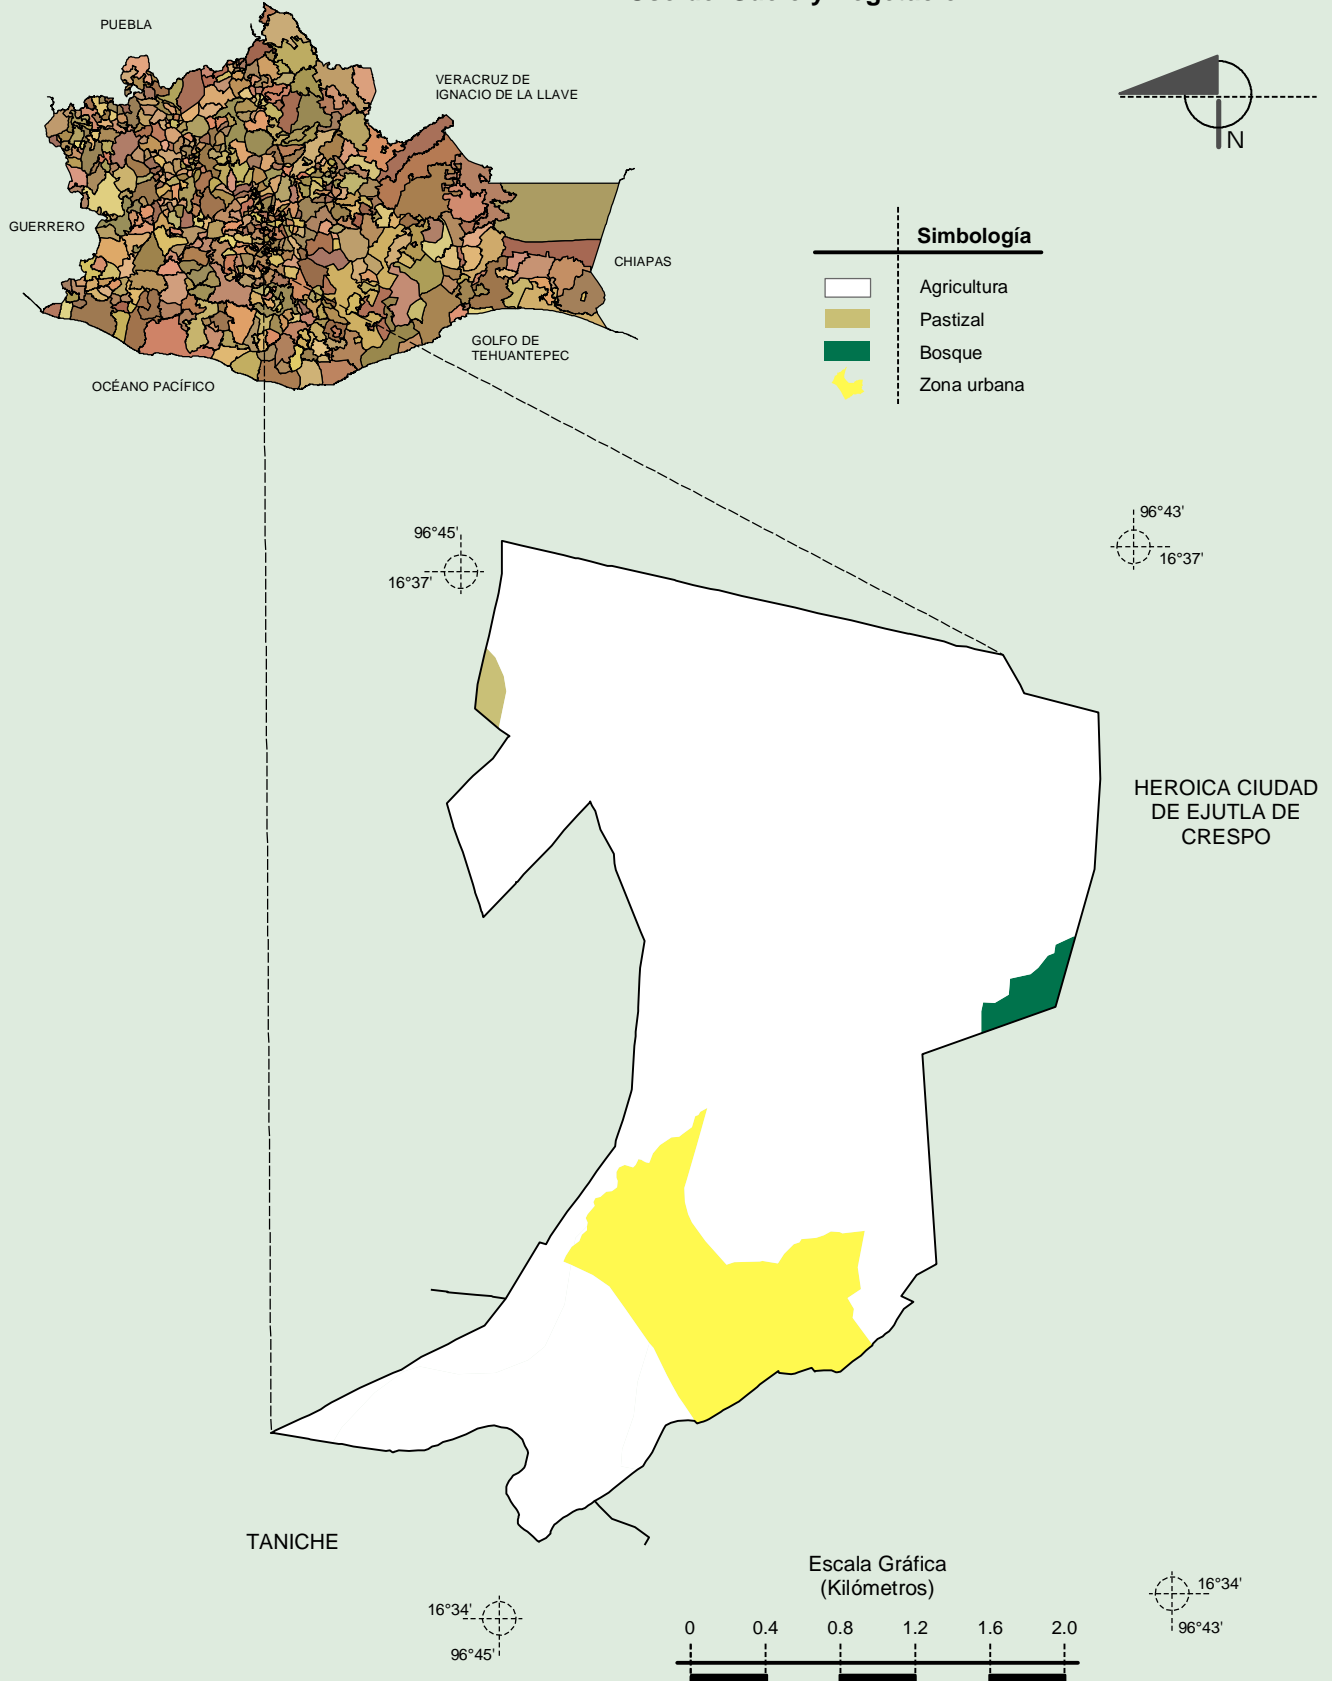 PUEBLA
VERACRUZ DE
IGNACIO DE LA LLAVE
N
GUERRERO
Simbología
CHIAPAS
Agricultura
Pastizal
GOLFO DE
TEHUANTEPEC
Bosque
OCÉANO PACÍFICO
Zona urbana
96°45'
16°37'
96°43'
16°37'
HEROICA CIUDAD
DE EJUTLA DE
CRESPO
TANICHE
Escala Gráfica
(Kilómetros)
0 0.4 0.8 1.2 1.6 2.0
16°34'
96°45'
16°34'
96°43'